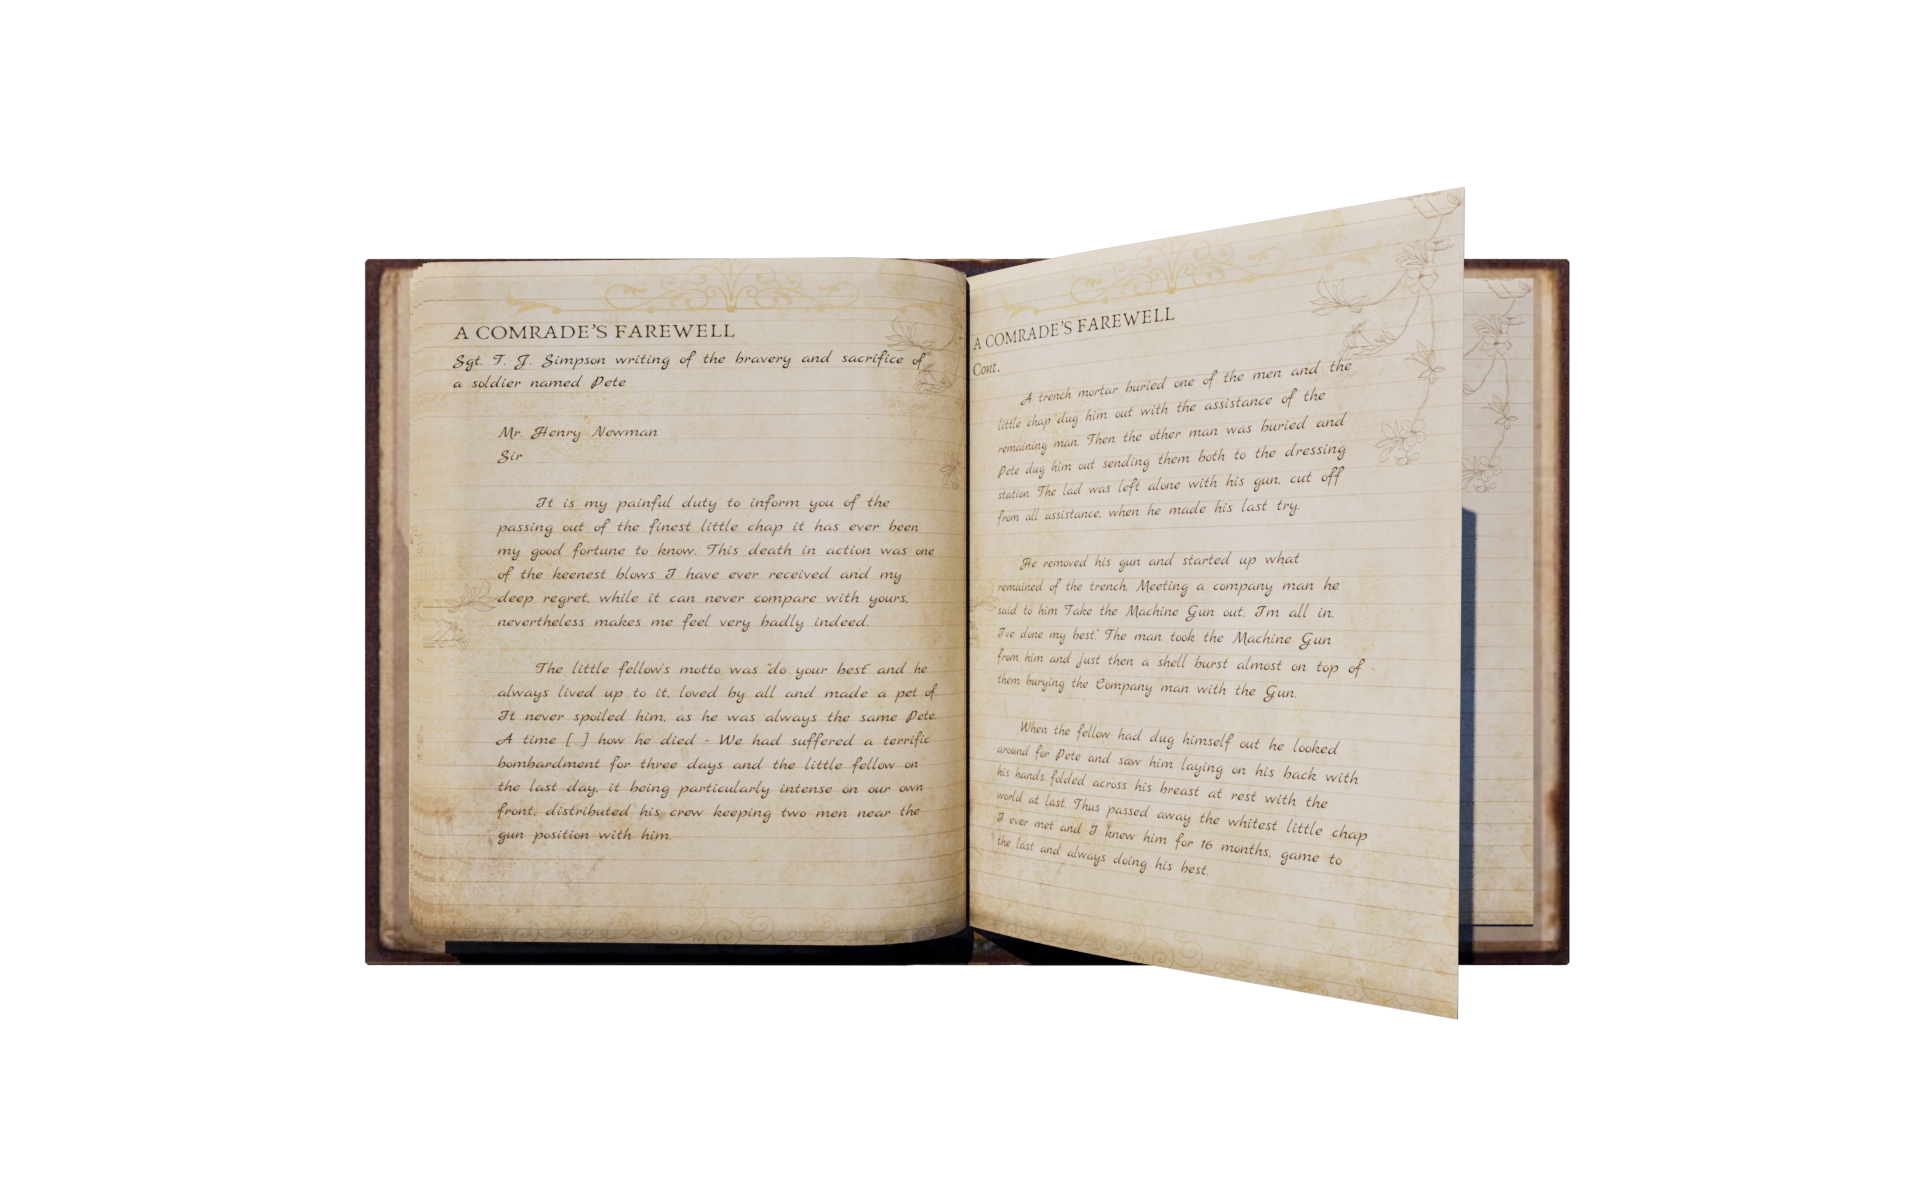 A COMRADE'S FAREWELL
Sgt. T. J. Simpson writing of the bravery and sacrifice of
a soldier named Pete
Mr. Henry Newman
Sir
It is my painful duty to inform you of the
passing out of the finest little chap it has ever been
my good fortune to know. This death in action was one
of the keenest blows I have ever received and my
deep regret, while it can never compare with yours,
nevertheless makes me feel very badly indeed.
The little fellow's motto was "do your best" and he
always lived up to it, loved by all and made a pet of.
It never spoiled him, as he was always the same Pete.
A time [ ] how he died - We had suffered a terrific
bombardment for three days and the little fellow on
the last day, it being particularly intense on our own
front, distributed his crew keeping two men near the
gun position with him.
A COMRADE'S FAREWELL
Cont.
A trench mortar buried one of the men and the
little chap dug him out with the assistance of the
remaining man. Then the other man was buried and
Pete dug him out sending them both to the dressing
station. The lad was left alone with his gun, cut off
from all assistance, when he made his last try.
He removed his gun and started up what
remained of the trench. Meeting a company man he
said to him Take the Machine Gun out. I'm all in.
I've done my best." The man took the Machine Gun
from him and just then a shell burst almost on top of
them burying the Company man with the Gun.
When the fellow had dug himself out he looked
around for Pete and saw him laying on his back with
his hands folded across his breast at rest with the
world at last. Thus passed away the whitest little chap
I ever met and I knew him for 16 months, game to
the last and always doing his best.